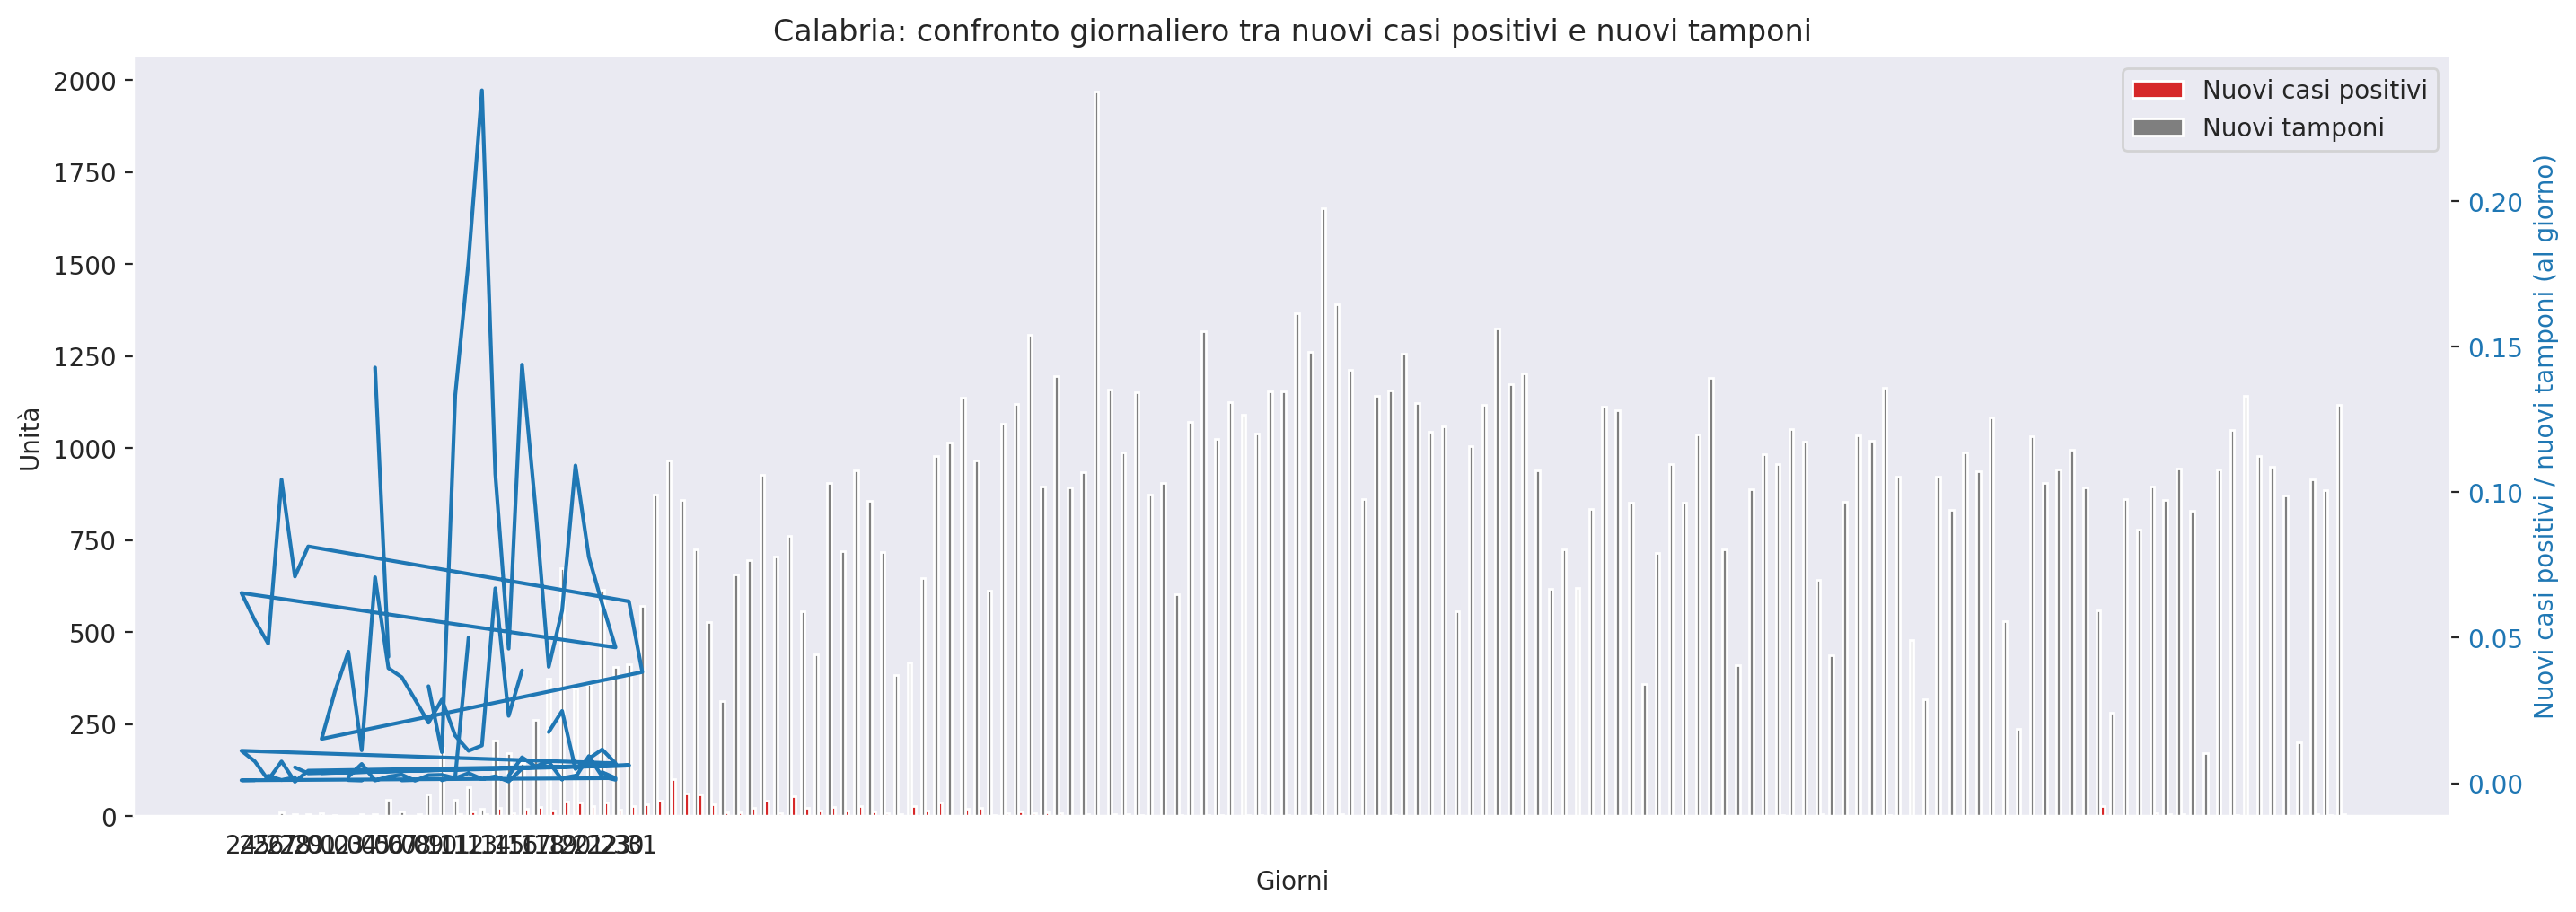 Calabria: confronto giornaliero tra nuovi casi positivi e nuovi tamponi
Nuovi casi positivi
Nuovi tamponi
2000
1750
1500
1250
1000
750
500
250
0
Unità
0.20
0.15
0.10
0.05
0.00
Nuovi casi positivi / nuovi tamponi (al giorno)
Giorni